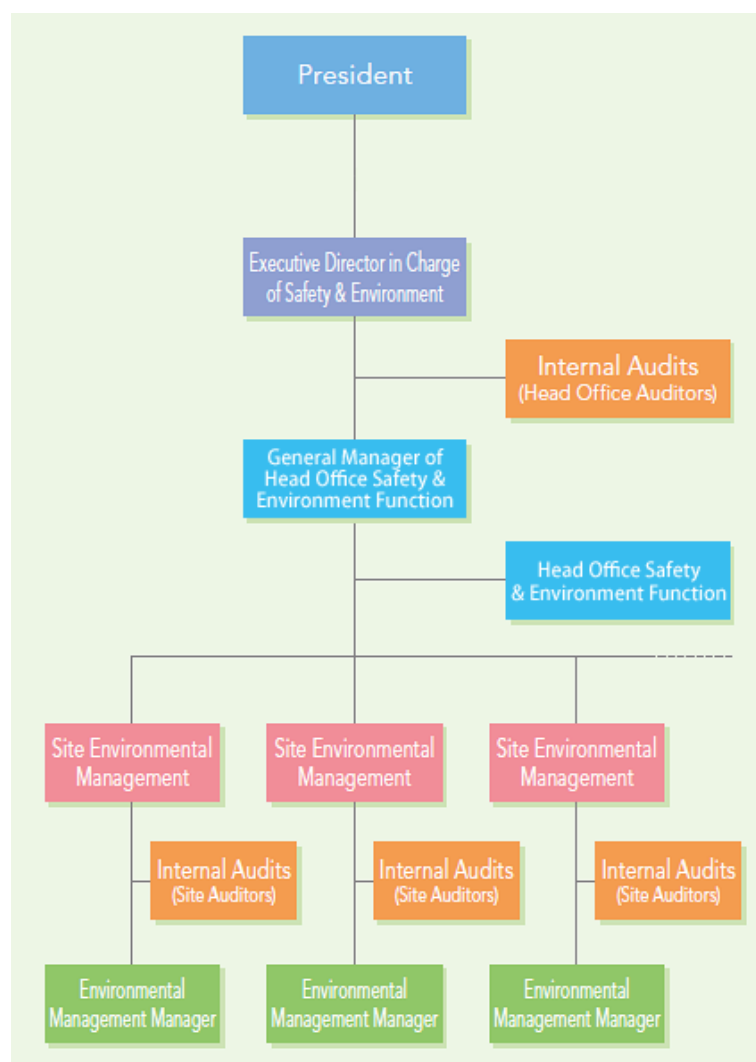 President
Executive Director in Charge
of Safety & Environment
Internal Audits
(Head Office Auditors)
General Manager of
Head Office Safety &
Environment Function
Head Office Safety
& Environment Function
Site Environmental
Management
Site Environmental
Management
Site Environmental
Management
Internal Audits
(Site Auditors)
Internal Audits
(Site Auditors)
Internal Audits
(Site Auditors)
Environmental
Management Manager
Environmental
Management Manager
Environmental
Management Manager